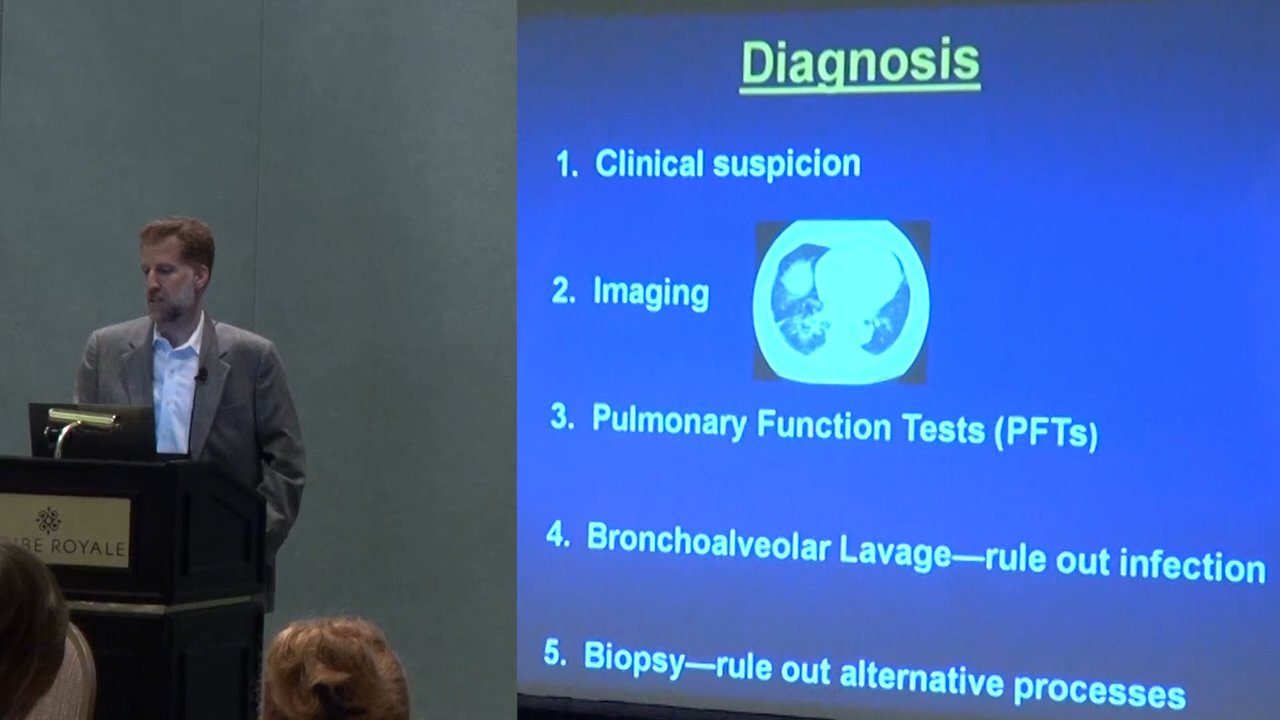 BE ROYALE
Diagnosis
1. Clinical suspicion
2. Imaging
3. Pulmonary Function Tests (PFTs)
4. Bronchoalveolar Lavage—rule out infection
5. Biopsy—rule out alternative processes